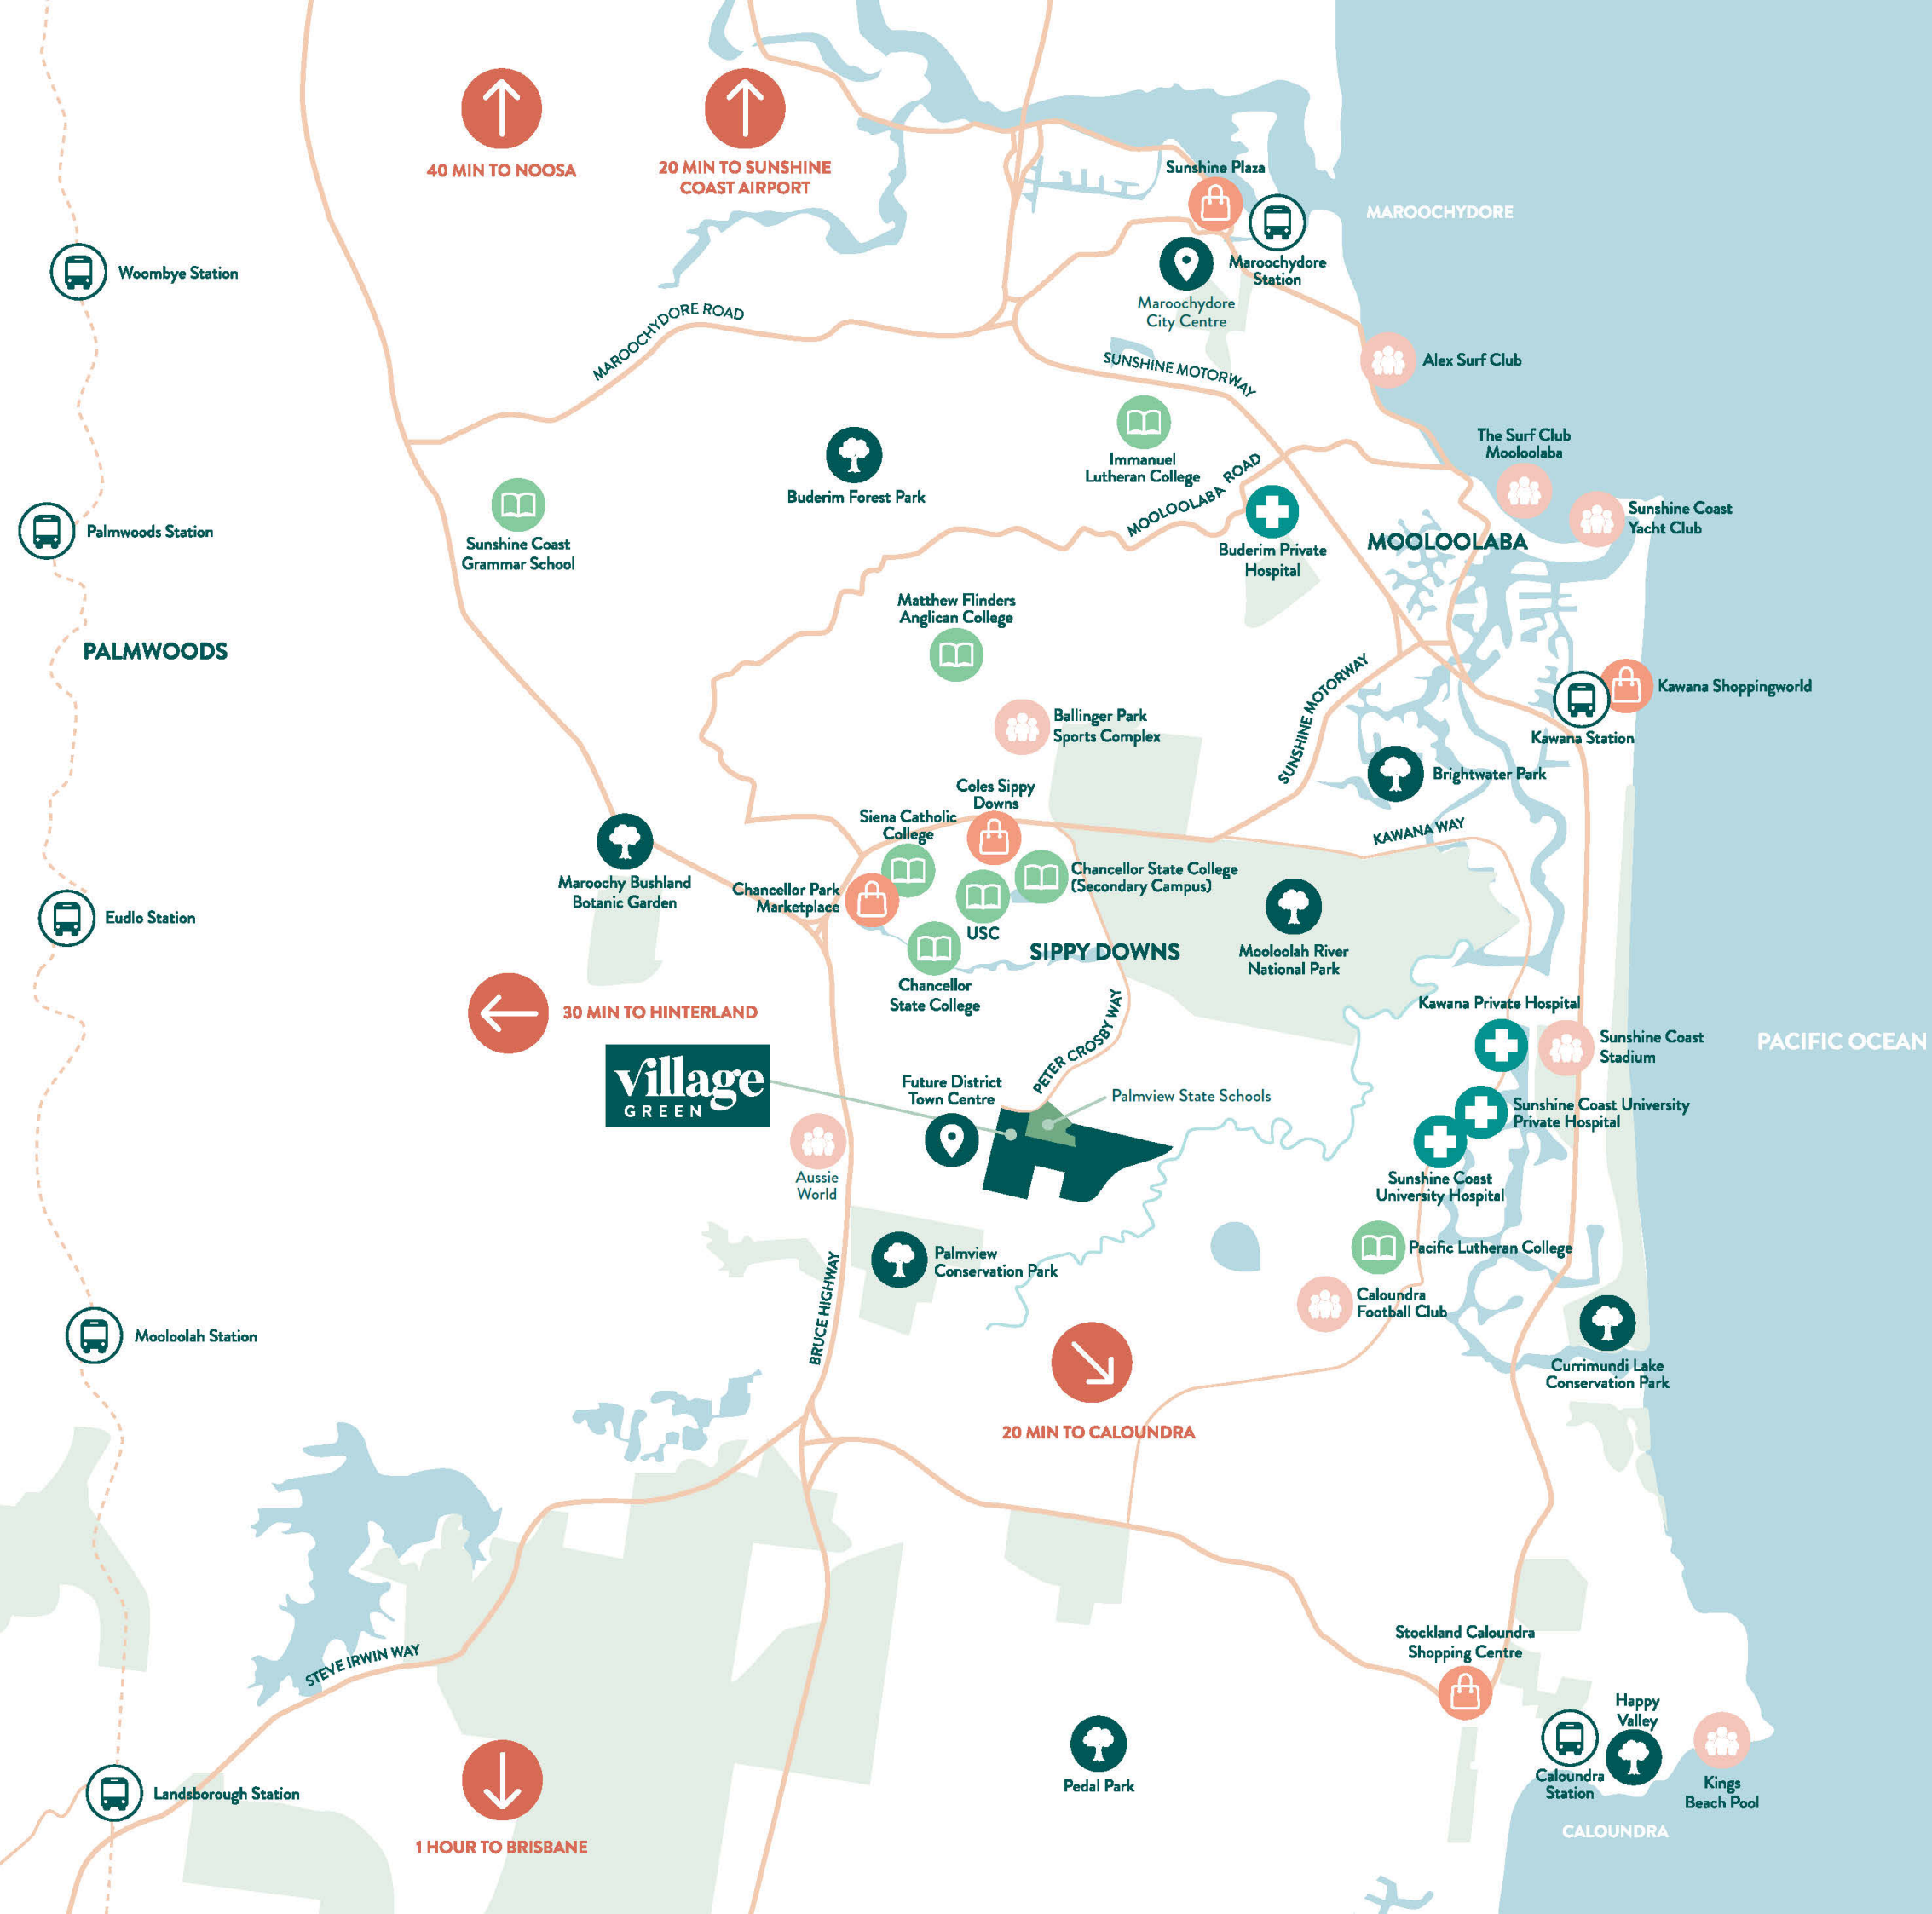 40 MIN TO NOOSA
20 MIN TO SUNSHINE
COAST AIRPORT
Sunshine Plaza
MAROOCHYDORE
Woombye Station
Maroochydore
Station
Maroochydore
City Centre
MAROOCHYDORE ROAD
SUNSHINE MOTORWAY
Alex Surf Club
The Surf Club
Mooloolaba
Immanuel
Lutheran College
MOOLOOLABA ROAD
Buderim Forest Park
Sunshine Coast
Yacht Club
Palmwoods Station
Sunshine Coast
Grammar School
Buderim Private
Hospital
MOOLOOLABA
Matthew Flinders
Anglican College
PALMWOODS
SUNSHINE MOTORWAY
Kawana Shoppingworld
Kawana Station
Ballinger Park
Sports Complex
Brightwater Park
Coles Sippy
Downs
Siena Catholic
College
KAWANA WAY
Maroochy Bushland
Botanic Garden
Chancellor Park
Marketplace
Chancellor State College
(Secondary Campus)
Eudlo Station
USC
SIPPY DOWNS
Mooloolah River
National Park
Chancellor
State College
30 MIN TO HINTERLAND
Kawana Private Hospital
Sunshine Coast
Stadium
PACIFIC OCEAN
PETER CROSBY WAY
village
GREEN
Future District
Town Centre
Palmview State Schools
Sunshine Coast University
Private Hospital
Aussie
World
Sunshine Coast
University Hospital
Palmview
Conservation Park
Pacific Lutheran College
BRUCE HIGHWAY
Caloundra
Football Club
Mooloolah Station
Currimundi Lake
Conservation Park
20 MIN TO CALOUNDRA
STEVE IRWIN WAY
Stockland Caloundra
Shopping Centre
Happy
Valley
Landsborough Station
Pedal Park
Caloundra
Station
Kings
Beach Pool
CALOUNDRA
1 HOUR TO BRISBANE